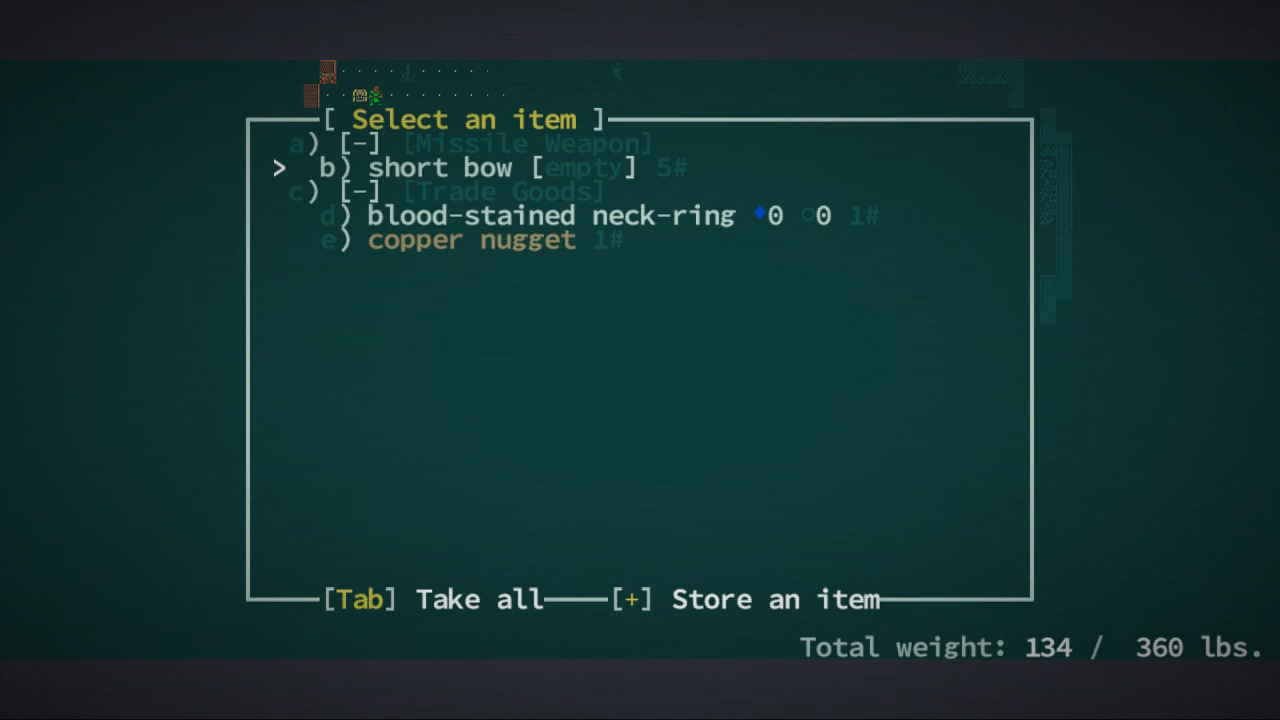 [ Select an item ]
a) [-] [Missile Weapon]
> b) short bow [empty] 5#
c) [-] [Trade Goods]
d) blood-stained neck-ring ♦0 ○0 1#
e) copper nugget 1#
[Tab] Take all [+] Store an item
Total weight: 134 / 360 lbs.